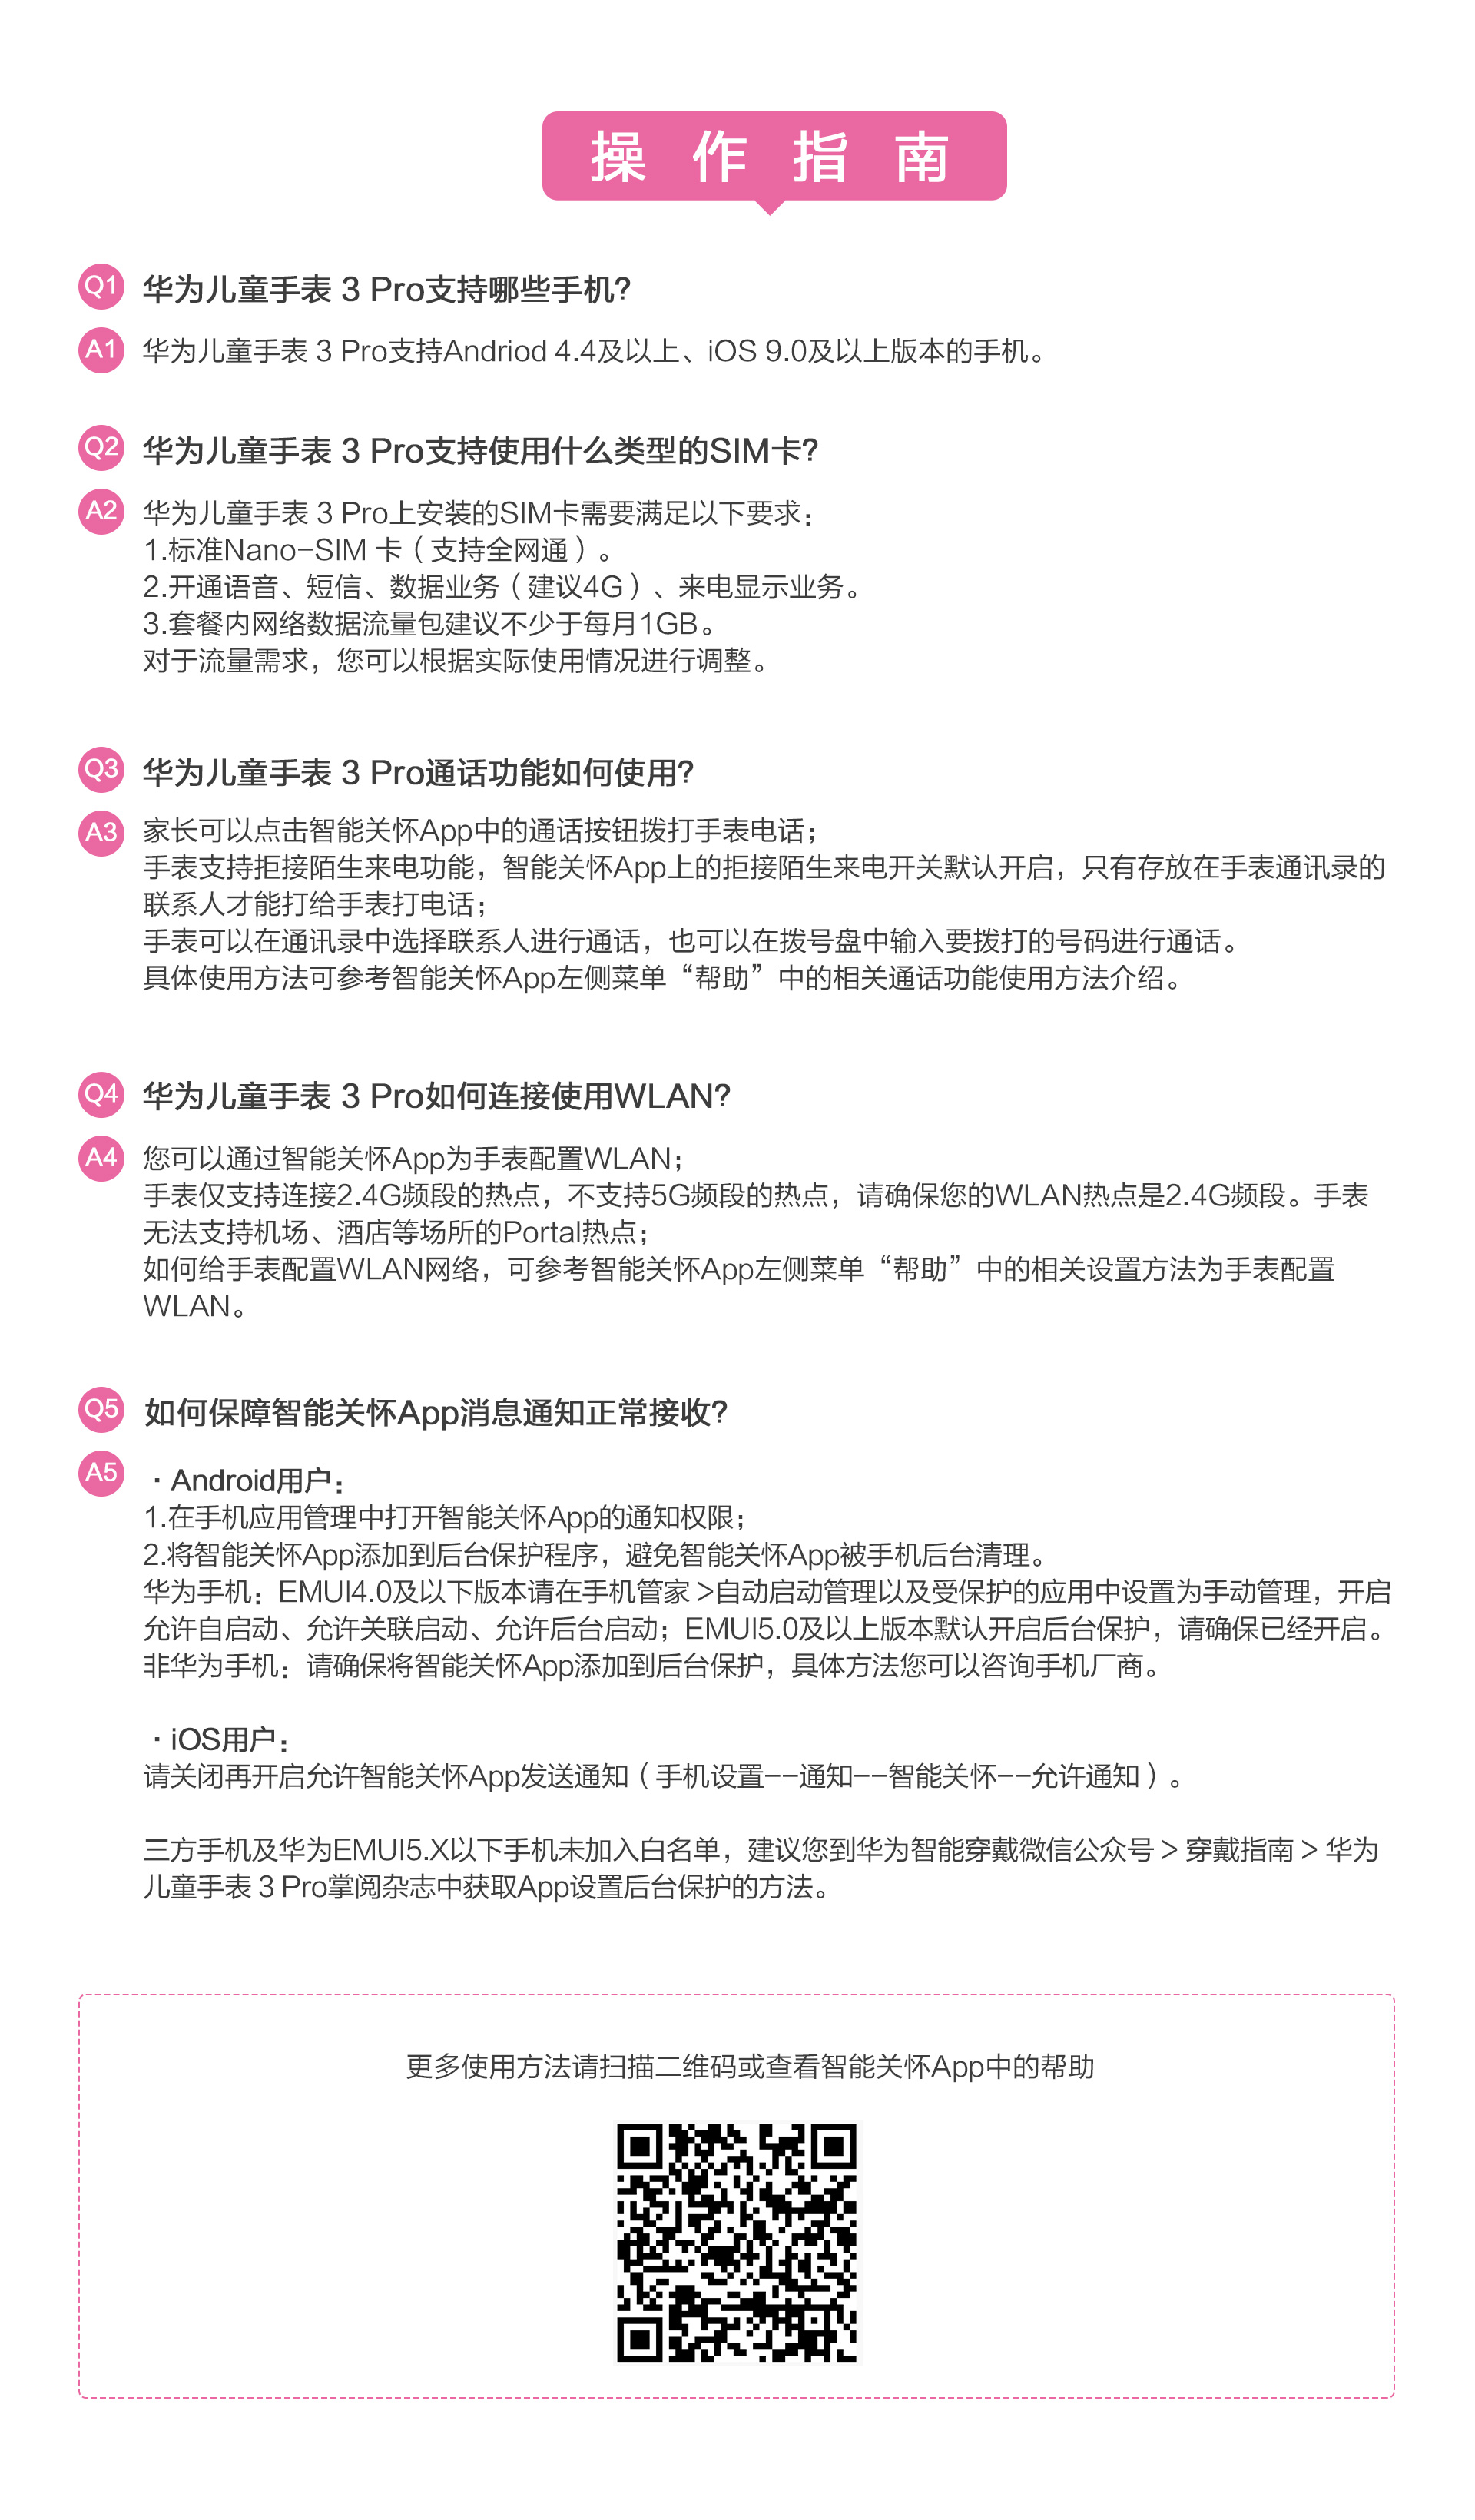 操作指南
Q1 华为儿童手表 3 Pro支持哪些手机?
A1 华为儿童手表 3 Pro支持Andriod 4.4及以上、iOS 9.0及以上版本的手机。
Q2 华为儿童手表 3 Pro支持使用什么类型的SIM卡?
A2 华为儿童手表 3 Pro上安装的SIM卡需要满足以下要求：
1.标准Nano-SIM 卡（支持全网通）。
2.开通语音、短信、数据业务（建议4G）、来电显示业务。
3.套餐内网络数据流量包建议不少于每月1GB。
对于流量需求，您可以根据实际使用情况进行调整。
Q3 华为儿童手表 3 Pro通话功能如何使用?
A3 家长可以点击智能关怀App中的通话按钮拨打手表电话；
手表支持拒接陌生来电功能，智能关怀App上的拒接陌生来电开关默认开启，只有存放在手表通讯录的
联系人才能打给手表打电话；
手表可以在通讯录中选择联系人进行通话，也可以在拨号盘中输入要拨打的号码进行通话。
具体使用方法可参考智能关怀App左侧菜单“帮助”中的相关通话功能使用方法介绍。
Q4 华为儿童手表 3 Pro如何连接使用WLAN?
A4 您可以通过智能关怀App为手表配置WLAN；
手表仅支持连接2.4G频段的热点，不支持5G频段的热点，请确保您的WLAN热点是2.4G频段。手表
无法支持机场、酒店等场所的Portal热点；
如何给手表配置WLAN网络，可参考智能关怀App左侧菜单“帮助”中的相关设置方法为手表配置
WLAN。
Q5 如何保障智能关怀App消息通知正常接收?
A5 ·Android用户：
1.在手机应用管理中打开智能关怀App的通知权限；
2.将智能关怀App添加到后台保护程序，避免智能关怀App被手机后台清理。
华为手机：EMUI4.0及以下版本请在手机管家 >自动启动管理以及受保护的应用中设置为手动管理，开启
允许自启动、允许关联启动、允许后台启动；EMUI5.0及以上版本默认开启后台保护，请确保已经开启。
非华为手机：请确保将智能关怀App添加到后台保护，具体方法您可以咨询手机厂商。
·iOS用户：
请关闭再开启允许智能关怀App发送通知（手机设置--通知--智能关怀--允许通知）。
三方手机及华为EMUI5.X以下手机未加入白名单，建议您到华为智能穿戴微信公众号 > 穿戴指南 > 华为
儿童手表 3 Pro掌阅杂志中获取App设置后台保护的方法。
更多使用方法请扫描二维码或查看智能关怀App中的帮助